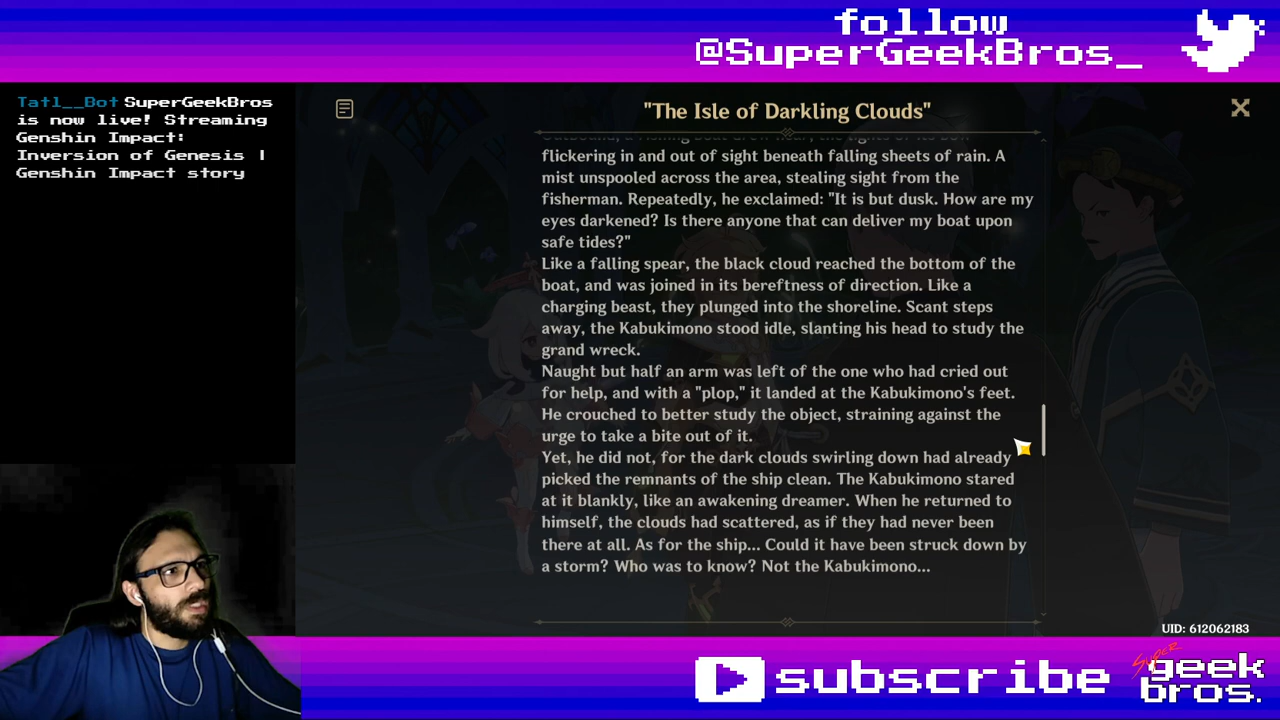 follow
@SuperGeekBros_
Tatl__Bot SuperGeekBros
is now live! Streaming
Genshin Impact:
Inversion of Genesis |
Genshin Impact story
"The Isle of Darkling Clouds"
flickering in and out of sight beneath falling sheets of rain. A
mist unspooled across the area, stealing sight from the
fisherman. Repeatedly, he exclaimed: "It is but dusk. How are my
eyes darkened? Is there anyone that can deliver my boat upon
safe tides?"
Like a falling spear, the black cloud reached the bottom of the
boat, and was joined in its bereftness of direction. Like a
charging beast, they plunged into the shoreline. Scant steps
away, the Kabukimono stood idle, slanting his head to study the
grand wreck.
Naught but half an arm was left of the one who had cried out
for help, and with a "plop," it landed at the Kabukimono's feet.
He crouched to better study the object, straining against the
urge to take a bite out of it.
Yet, he did not, for the dark clouds swirling down had already
picked the remnants of the ship clean. The Kabukimono stared
at it blankly, like an awakening dreamer. When he returned to
himself, the clouds had scattered, as if they had never been
there at all. As for the ship... Could it have been struck down by
a storm? Who was to know? Not the Kabukimono...
UID: 612062183
subscribe
super
geek
bros.